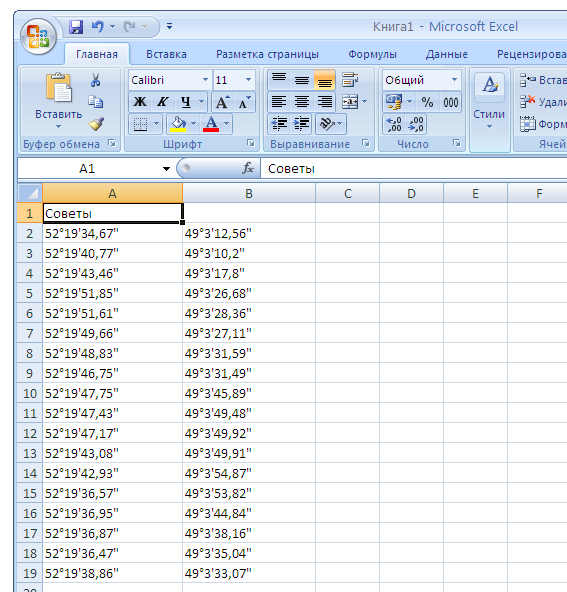 Книга1 - Microsoft Excel
Главная Вставка Разметка страницы Формулы Данные Рецензирова
Calibri 11 Общий Встав
Ж К Ч A A % 000 Удали
Вставить Стили Форм
Буфер обмена Шрифт Выравнивание Число Ячей
A1 fx Советы
A B C D E F
1 Советы
2 52°19'34,67" 49°3'12,56"
3 52°19'40,77" 49°3'10,2"
4 52°19'43,46" 49°3'17,8"
5 52°19'51,85" 49°3'26,68"
6 52°19'51,61" 49°3'28,36"
7 52°19'49,66" 49°3'27,11"
8 52°19'48,83" 49°3'31,59"
9 52°19'46,75" 49°3'31,49"
10 52°19'47,75" 49°3'45,89"
11 52°19'47,43" 49°3'49,48"
12 52°19'47,17" 49°3'49,92"
13 52°19'43,08" 49°3'49,91"
14 52°19'42,93" 49°3'54,87"
15 52°19'36,57" 49°3'53,82"
16 52°19'36,95" 49°3'44,84"
17 52°19'36,87" 49°3'38,16"
18 52°19'36,47" 49°3'35,04"
19 52°19'38,86" 49°3'33,07"